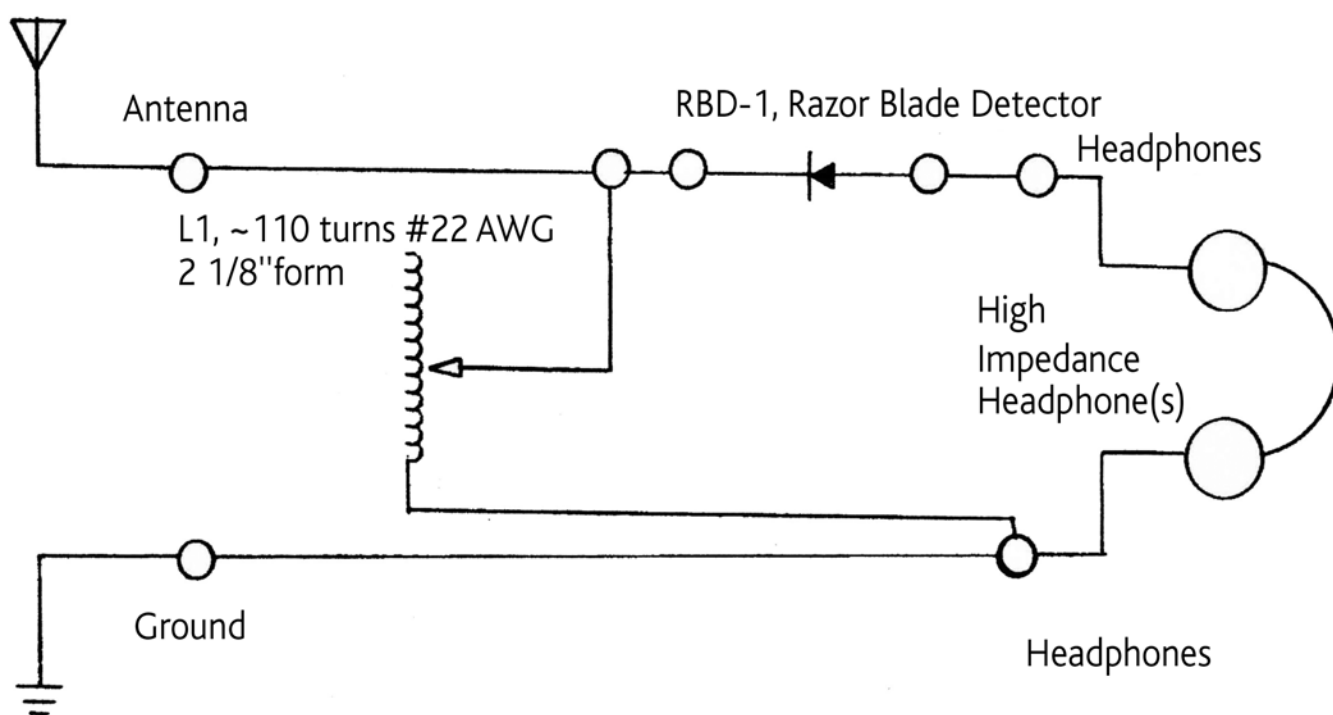 Antenna
RBD-1, Razor Blade Detector
Headphones
L1, ~110 turns #22 AWG
2 1/8"form
High
Impedance
Headphone(s)
Ground
Headphones